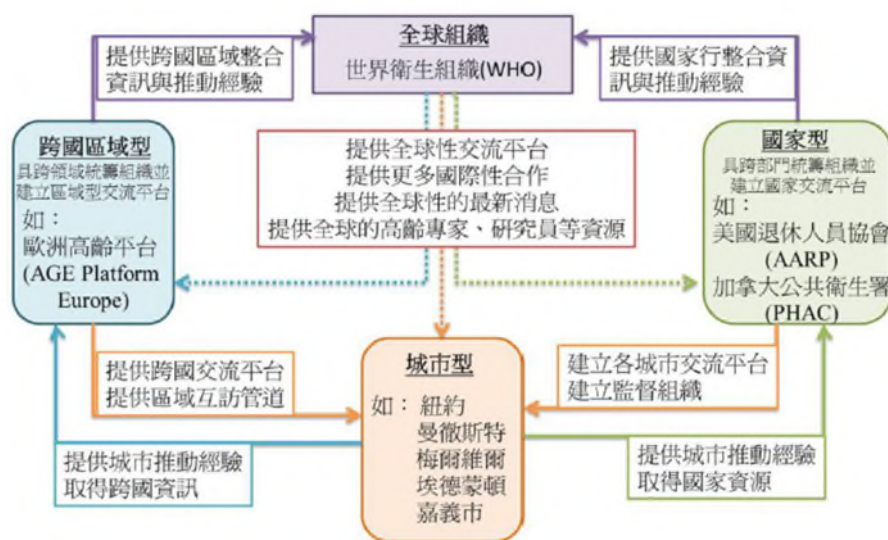 全球組織
世界衛生組織(WHO)
提供跨國區域整合
資訊與推動經驗
提供國家行整合資
訊與推動經驗
跨國區域型
具跨領域統籌組織並
建立區域型交流平台
如：
歐洲高齡平台
(AGE Platform
Europe)
提供全球性交流平台
提供更多國際性合作
提供全球性的最新消息
提供全球的高齡專家、研究員等資源
國家型
具跨部門統籌組織並
建立國家交流平台
如：
美國退休人員協會
(AARP)
加拿大公共衛生署
(PHAC)
提供跨國交流平台
提供區域互訪管道
城市型
如： 紐約
曼徹斯特
梅爾維爾
埃德蒙頓
嘉義市
建立各城市交流平台
建立監督組織
提供城市推動經驗
取得跨國資訊
提供城市推動經驗
取得國家資源